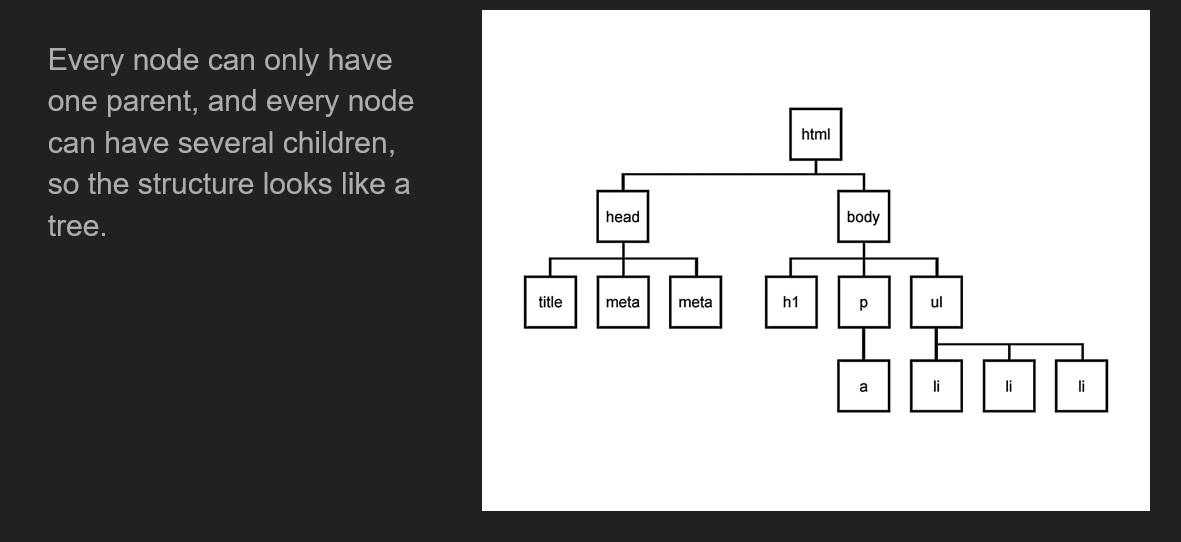 Every node can only have
one parent, and every node
can have several children,
so the structure looks like a
tree.
html
head
body
title
meta
meta
h1
p
ul
a
li
li
li